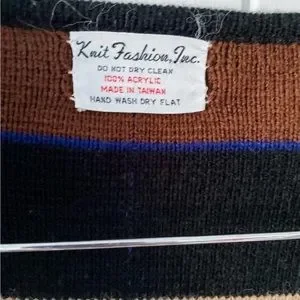 Knit Fashion, Inc.
DO NOT DRY CLEAN
100% ACRYLIC
MADE IN TAIWAN
HAND WASH DRY FLAT